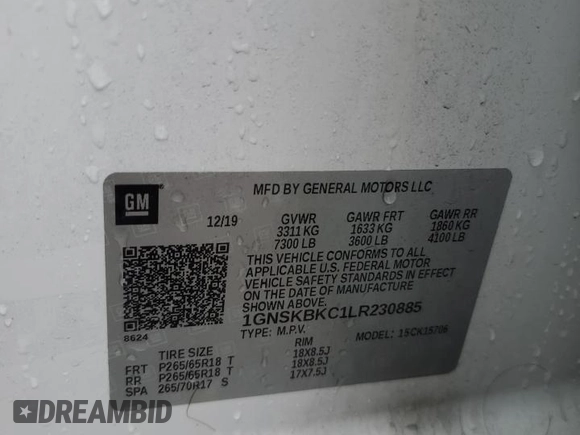 MFD BY GENERAL MOTORS LLC
GM
12/19 GVWR GAWR FRT GAWR RR
3311 KG 1633 KG 1860 KG
7300 LB 3600 LB 4100 LB
THIS VEHICLE CONFORMS TO ALL
APPLICABLE U.S. FEDERAL MOTOR
VEHICLE SAFETY STANDARDS IN EFFECT
ON THE DATE OF MANUFACTURE
SHOWN ABOVE.
1GNSKBKC1LR230885
8624
TYPE: M.P.V. MODEL: 15CK15706
TIRE SIZE RIM
FRT P265/65R18 T 18X8.5J
RR P265/65R18 T 18X8.5J
SPA 265/70R17 S 17X7.5J
DREAMBID